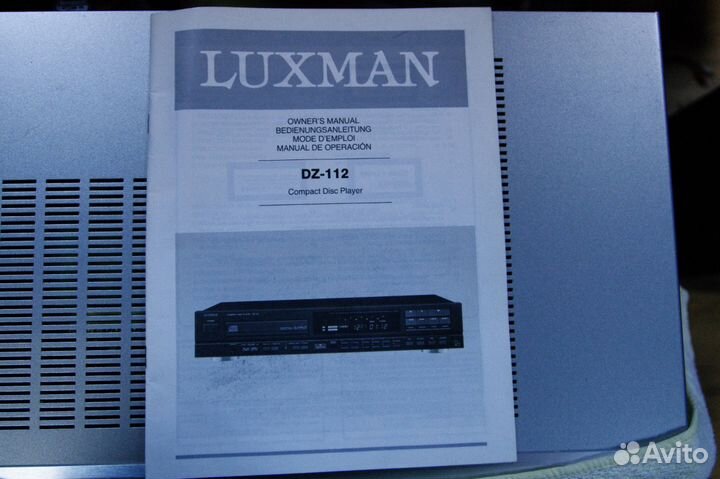 LUXMAN
OWNER'S MANUAL
BEDIENUNGSANLEITUNG
MODE D'EMPLOI
MANUAL DE OPERACIÓN
DZ-112
Compact Disc Player
Avito